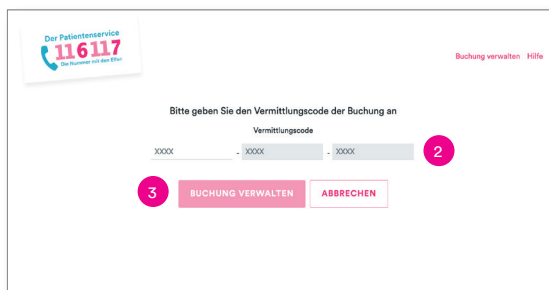 Der Patientenservice
116117
Die Nummer mit den Elfen
Buchung verwalten Hilfe
Bitte geben Sie den Vermittlungscode der Buchung an
Vermittlungscode
XXXX - XXXX - XXXX
2
3
BUCHUNG VERWALTEN ABBRECHEN